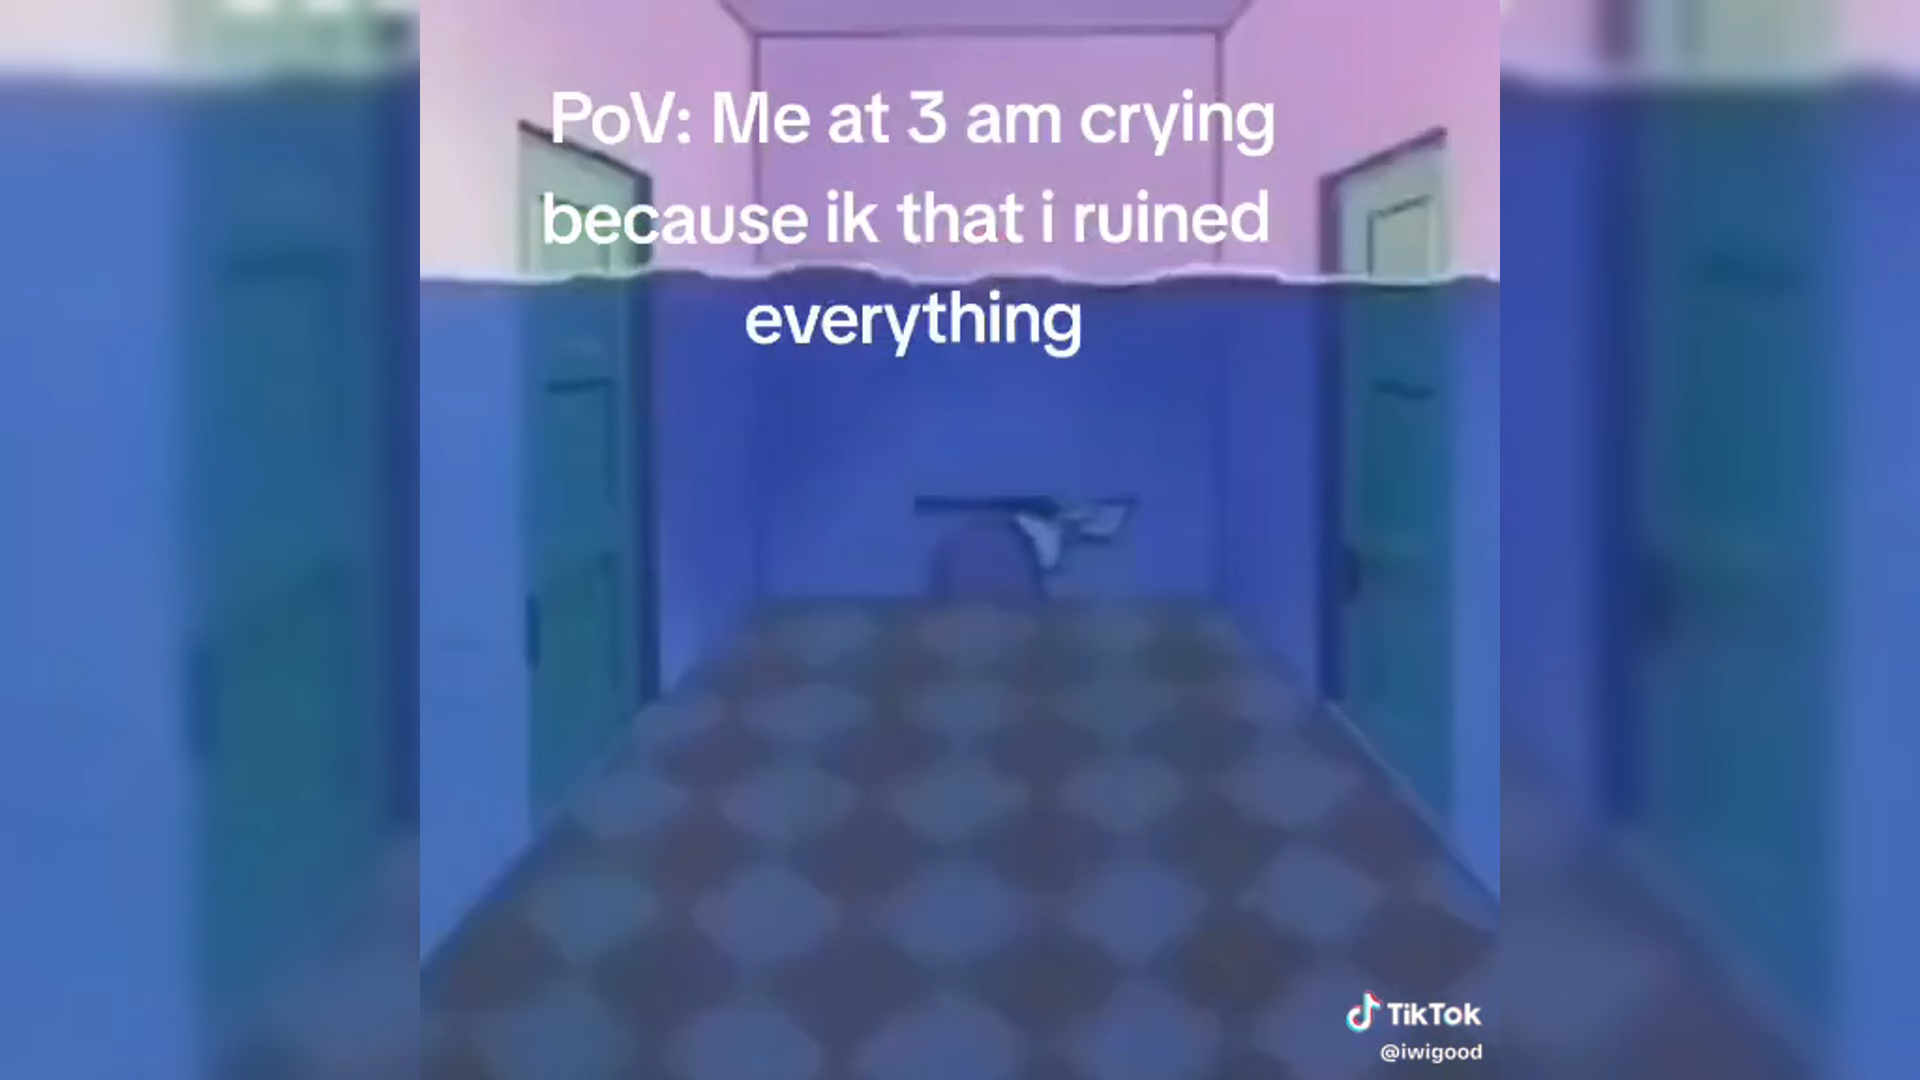 PoV: Me at 3 am crying
because ik that i ruined
everything
TikTok
@iwigood